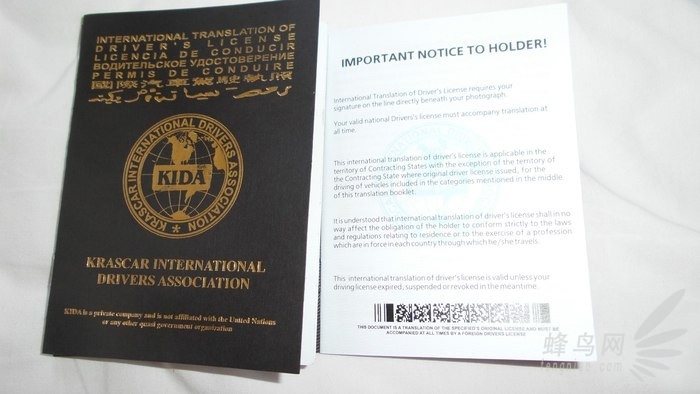 INTERNATIONAL TRANSLATION OF
DRIVER'S LICENSE
LICENCIA DE CONDUCIR
ВОДИТЕЛЬСКОЕ УДОСТОВЕРЕНИЕ
PERMIS DE CONDUIRE
國際汽車駕駛執照
KRASCAR INTERNATIONAL DRIVERS ASSOCIATION
KIDA
KRASCAR INTERNATIONAL
DRIVERS ASSOCIATION
KIDA is a private company and is not affiliated with the United Nations
or any other quasi government organization
IMPORTANT NOTICE TO HOLDER!
International Translation of Driver's License requires your
signature on the line directly beneath your photograph.
Your valid national Drivers's license must accompany translation at
all time.
This international translation of driver's license is applicable in the
territory of Contracting States with the exception of the territory of
the Contracting State where original driver license issued, for the
driving of vehicles included in the categories mentioned in the middle
of this translation booklet.
It is understood that international translation of driver's license shall in no
way affect the obligation of the holder to conform strictly to the laws
and regulations relating to residence or to the exercise of a profession
which are in force in each country through which he/she travels.
This international translation of driver's license is valid unless your
driving license expired, suspended or revoked in the meantime.
THIS DOCUMENT IS A TRANSLATION OF THE SPECIFIED'S ORIGINAL LICENSE AND MUST BE
ACCOMPANIED AT ALL TIMES BY A FOREIGN DRIVERS LICENSE
蜂鸟网